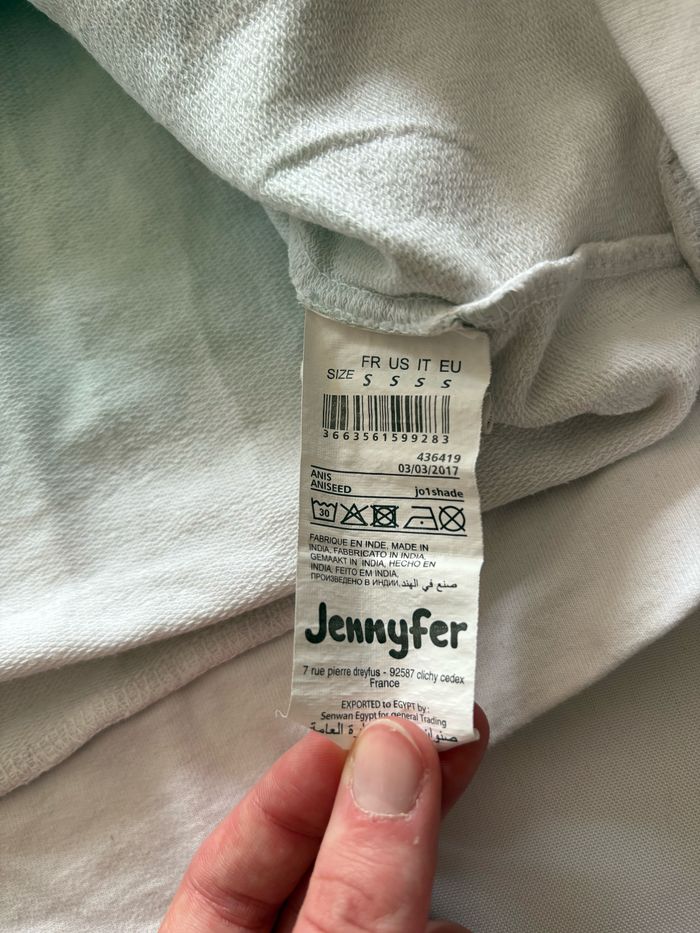 FR US IT EU
SIZE S S S S
3663561599283
436419
03/03/2017
ANIS
ANISEED jo1shade
30
FABRIQUE EN INDE, MADE IN
INDIA, FABBRICATO IN INDIA,
GEMAAKT IN INDIA, HECHO EN
INDIA, FEITO EM INDIA,
ПРОИЗВЕДЕНО В ИНДИИ, صنع في الهند
Jennyfer
7 rue pierre dreyfus - 92587 clichy cedex
France
EXPORTED to EGYPT by :
Senwan Egypt for general Trading
العامة